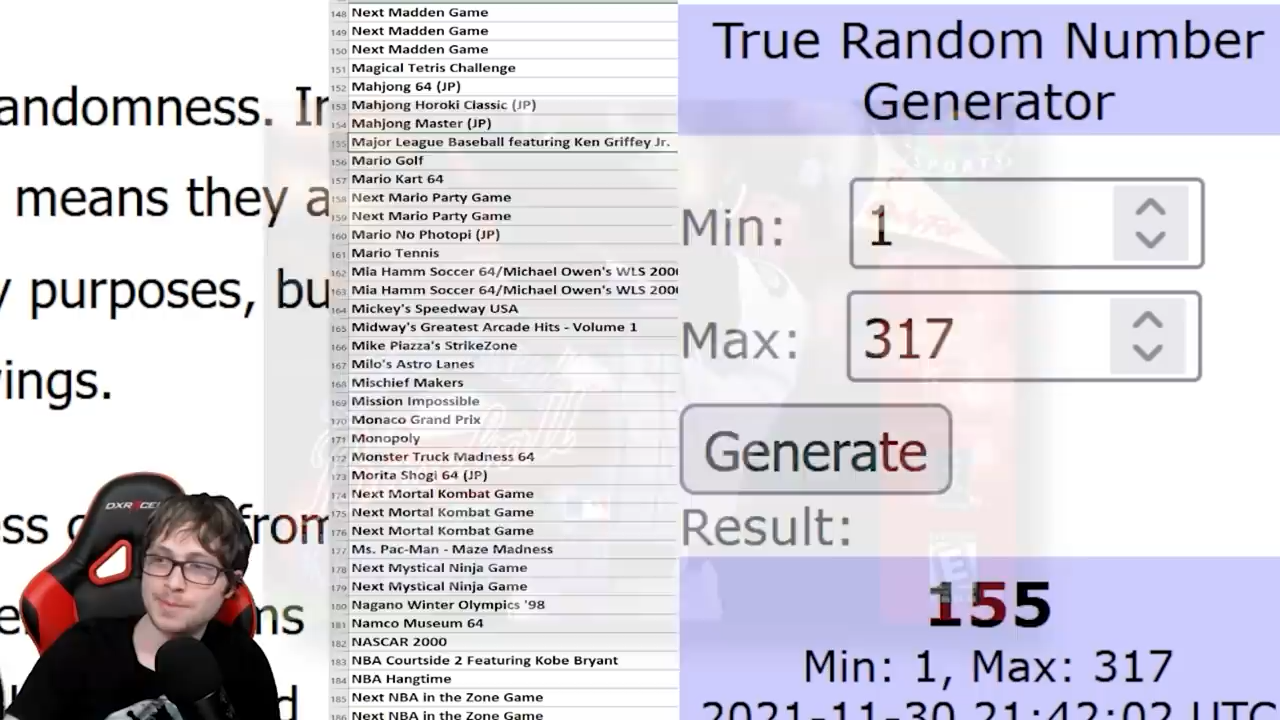 andomness. In
means they a
y purposes, bu
ings.
ess c
from
ms
d
DXRACER
148 Next Madden Game
149 Next Madden Game
150 Next Madden Game
151 Magical Tetris Challenge
152 Mahjong 64 (JP)
153 Mahjong Horoki Classic (JP)
154 Mahjong Master (JP)
155 Major League Baseball featuring Ken Griffey Jr.
156 Mario Golf
157 Mario Kart 64
158 Next Mario Party Game
159 Next Mario Party Game
160 Mario No Photopi (JP)
161 Mario Tennis
162 Mia Hamm Soccer 64/Michael Owen's WLS 2000
163 Mia Hamm Soccer 64/Michael Owen's WLS 2000
164 Mickey's Speedway USA
165 Midway's Greatest Arcade Hits - Volume 1
166 Mike Piazza's StrikeZone
167 Milo's Astro Lanes
168 Mischief Makers
169 Mission Impossible
170 Monaco Grand Prix
171 Monopoly
172 Monster Truck Madness 64
173 Morita Shogi 64 (JP)
174 Next Mortal Kombat Game
175 Next Mortal Kombat Game
176 Next Mortal Kombat Game
177 Ms. Pac-Man - Maze Madness
178 Next Mystical Ninja Game
179 Next Mystical Ninja Game
180 Nagano Winter Olympics '98
181 Namco Museum 64
182 NASCAR 2000
183 NBA Courtside 2 Featuring Kobe Bryant
184 NBA Hangtime
185 Next NBA in the Zone Game
186 Next NBA in the Zone Game
True Random Number
Generator
Min: 1
Max: 317
Generate
Result:
155
Min: 1, Max: 317
2021-11-30 21:42:02 UTC